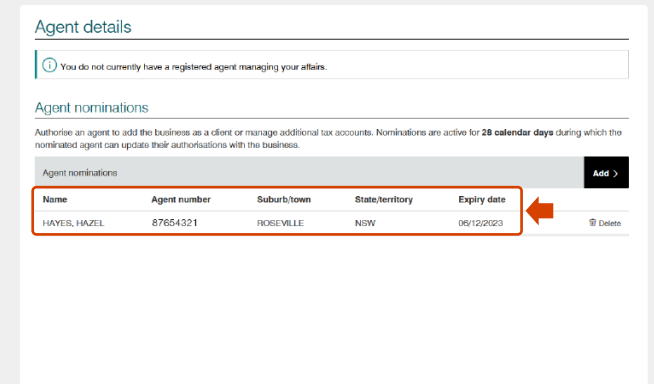 Agent details
You do not currently have a registered agent managing your affairs.
Agent nominations
Authorise an agent to add the business as a client or manage additional tax accounts. Nominations are active for 28 calendar days during which the
nominated agent can update their authorisations with the business.
Agent nominations Add >
Name Agent number Suburb/town State/territory Expiry date
HAYES, HAZEL 87654321 ROSEVILLE NSW 06/12/2023 Delete